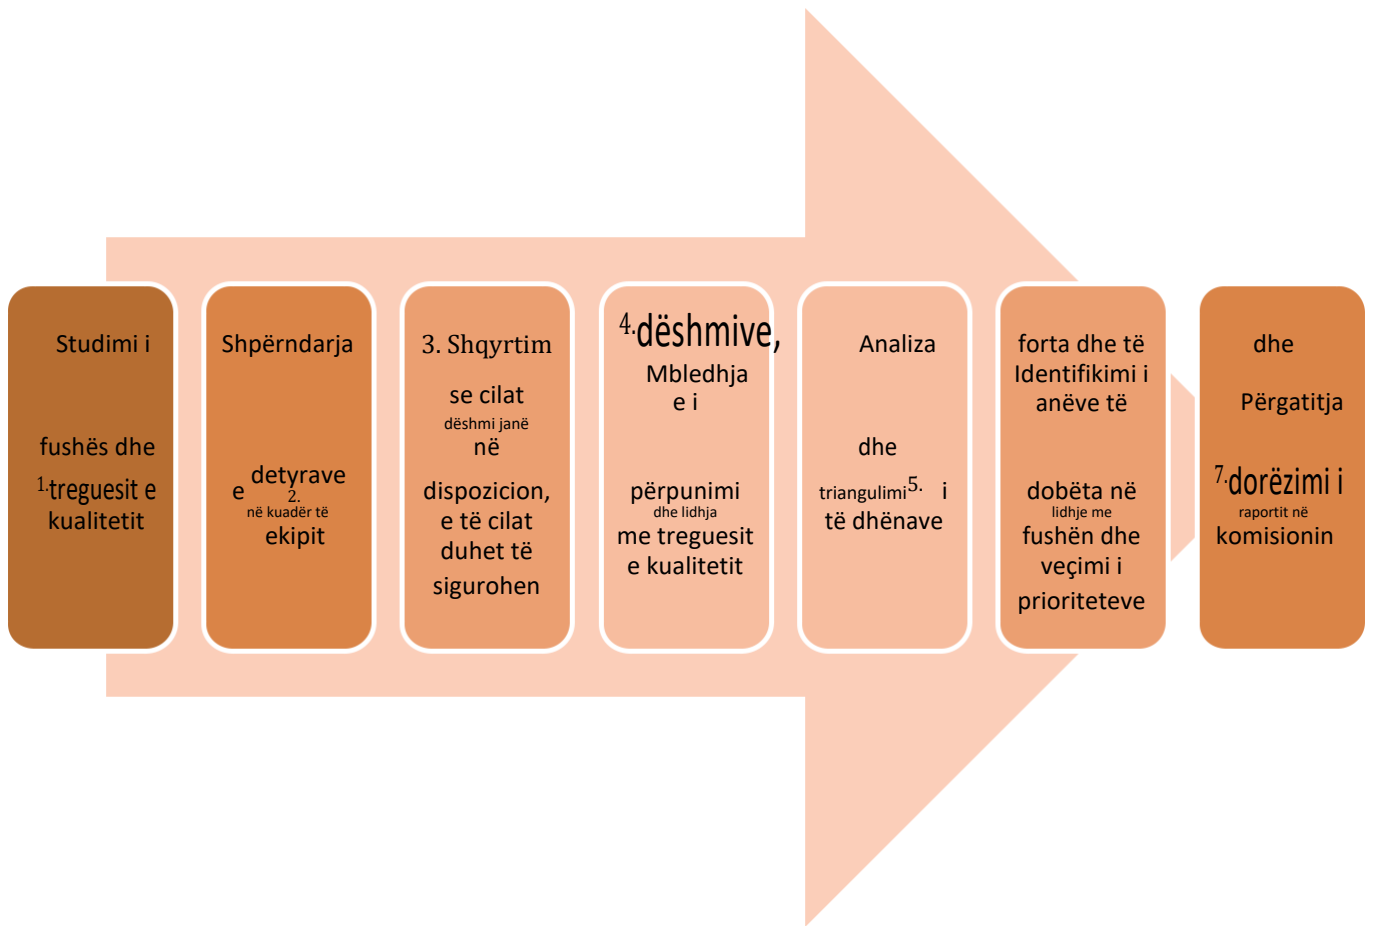 Studimi i
fushës dhe
1.treguesit e
kualitetit
Shpërndarja
e detyrave
2.
në kuadër të
ekipit
3. Shqyrtim
se cilat
dëshmi janë
në
dispozicion,
e të cilat
duhet të
sigurohen
4.dëshmive,
Mbledhja
e i
përpunimi
dhe lidhja
me treguesit
e kualitetit
Analiza
dhe
triangulimi5. i
të dhënave
forta dhe të
Identifikimi i
anëve të
dobëta në
lidhje me
fushën dhe
veçimi i
prioriteteve
dhe
Përgatitja
7.dorëzimi i
raportit në
komisionin